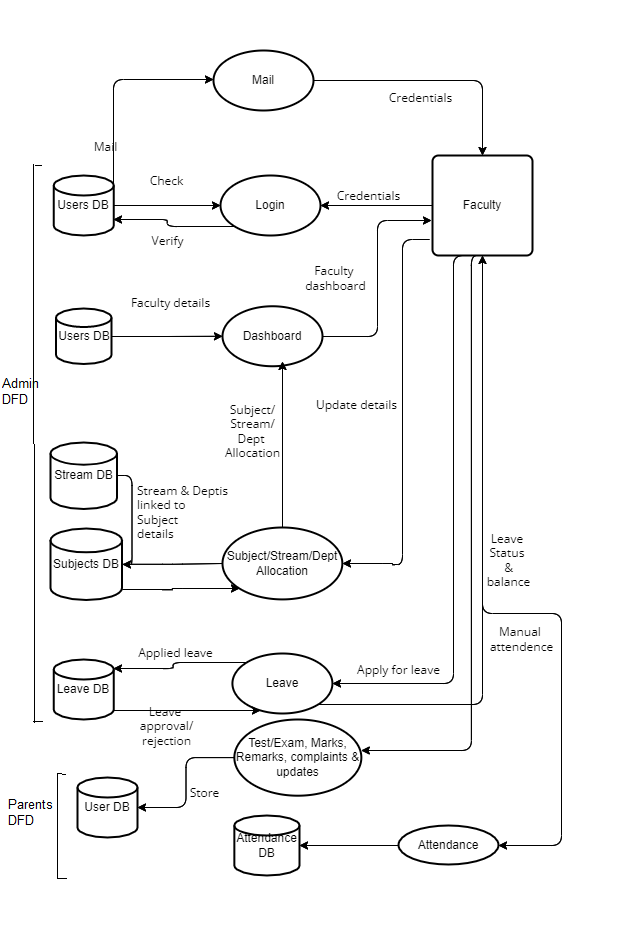 Mail
Credentials
Mail
Check
Users DB
Login
Credentials
Faculty
Verify
Faculty
dashboard
Faculty details
Users DB
Dashboard
Admin
DFD
Subject/
Stream/
Dept
Allocation
Update details
Stream DB
Stream & Deptis
linked to
Subject
details
Subjects DB
Subject/Stream/Dept
Allocation
Leave
Status
&
balance
Manual
attendence
Applied leave
Apply for leave
Leave DB
Leave
Leave
approval/
rejection
Test/Exam, Marks,
Remarks, complaints &
updates
Store
Parents
DFD
User DB
Attendance
DB
Attendance